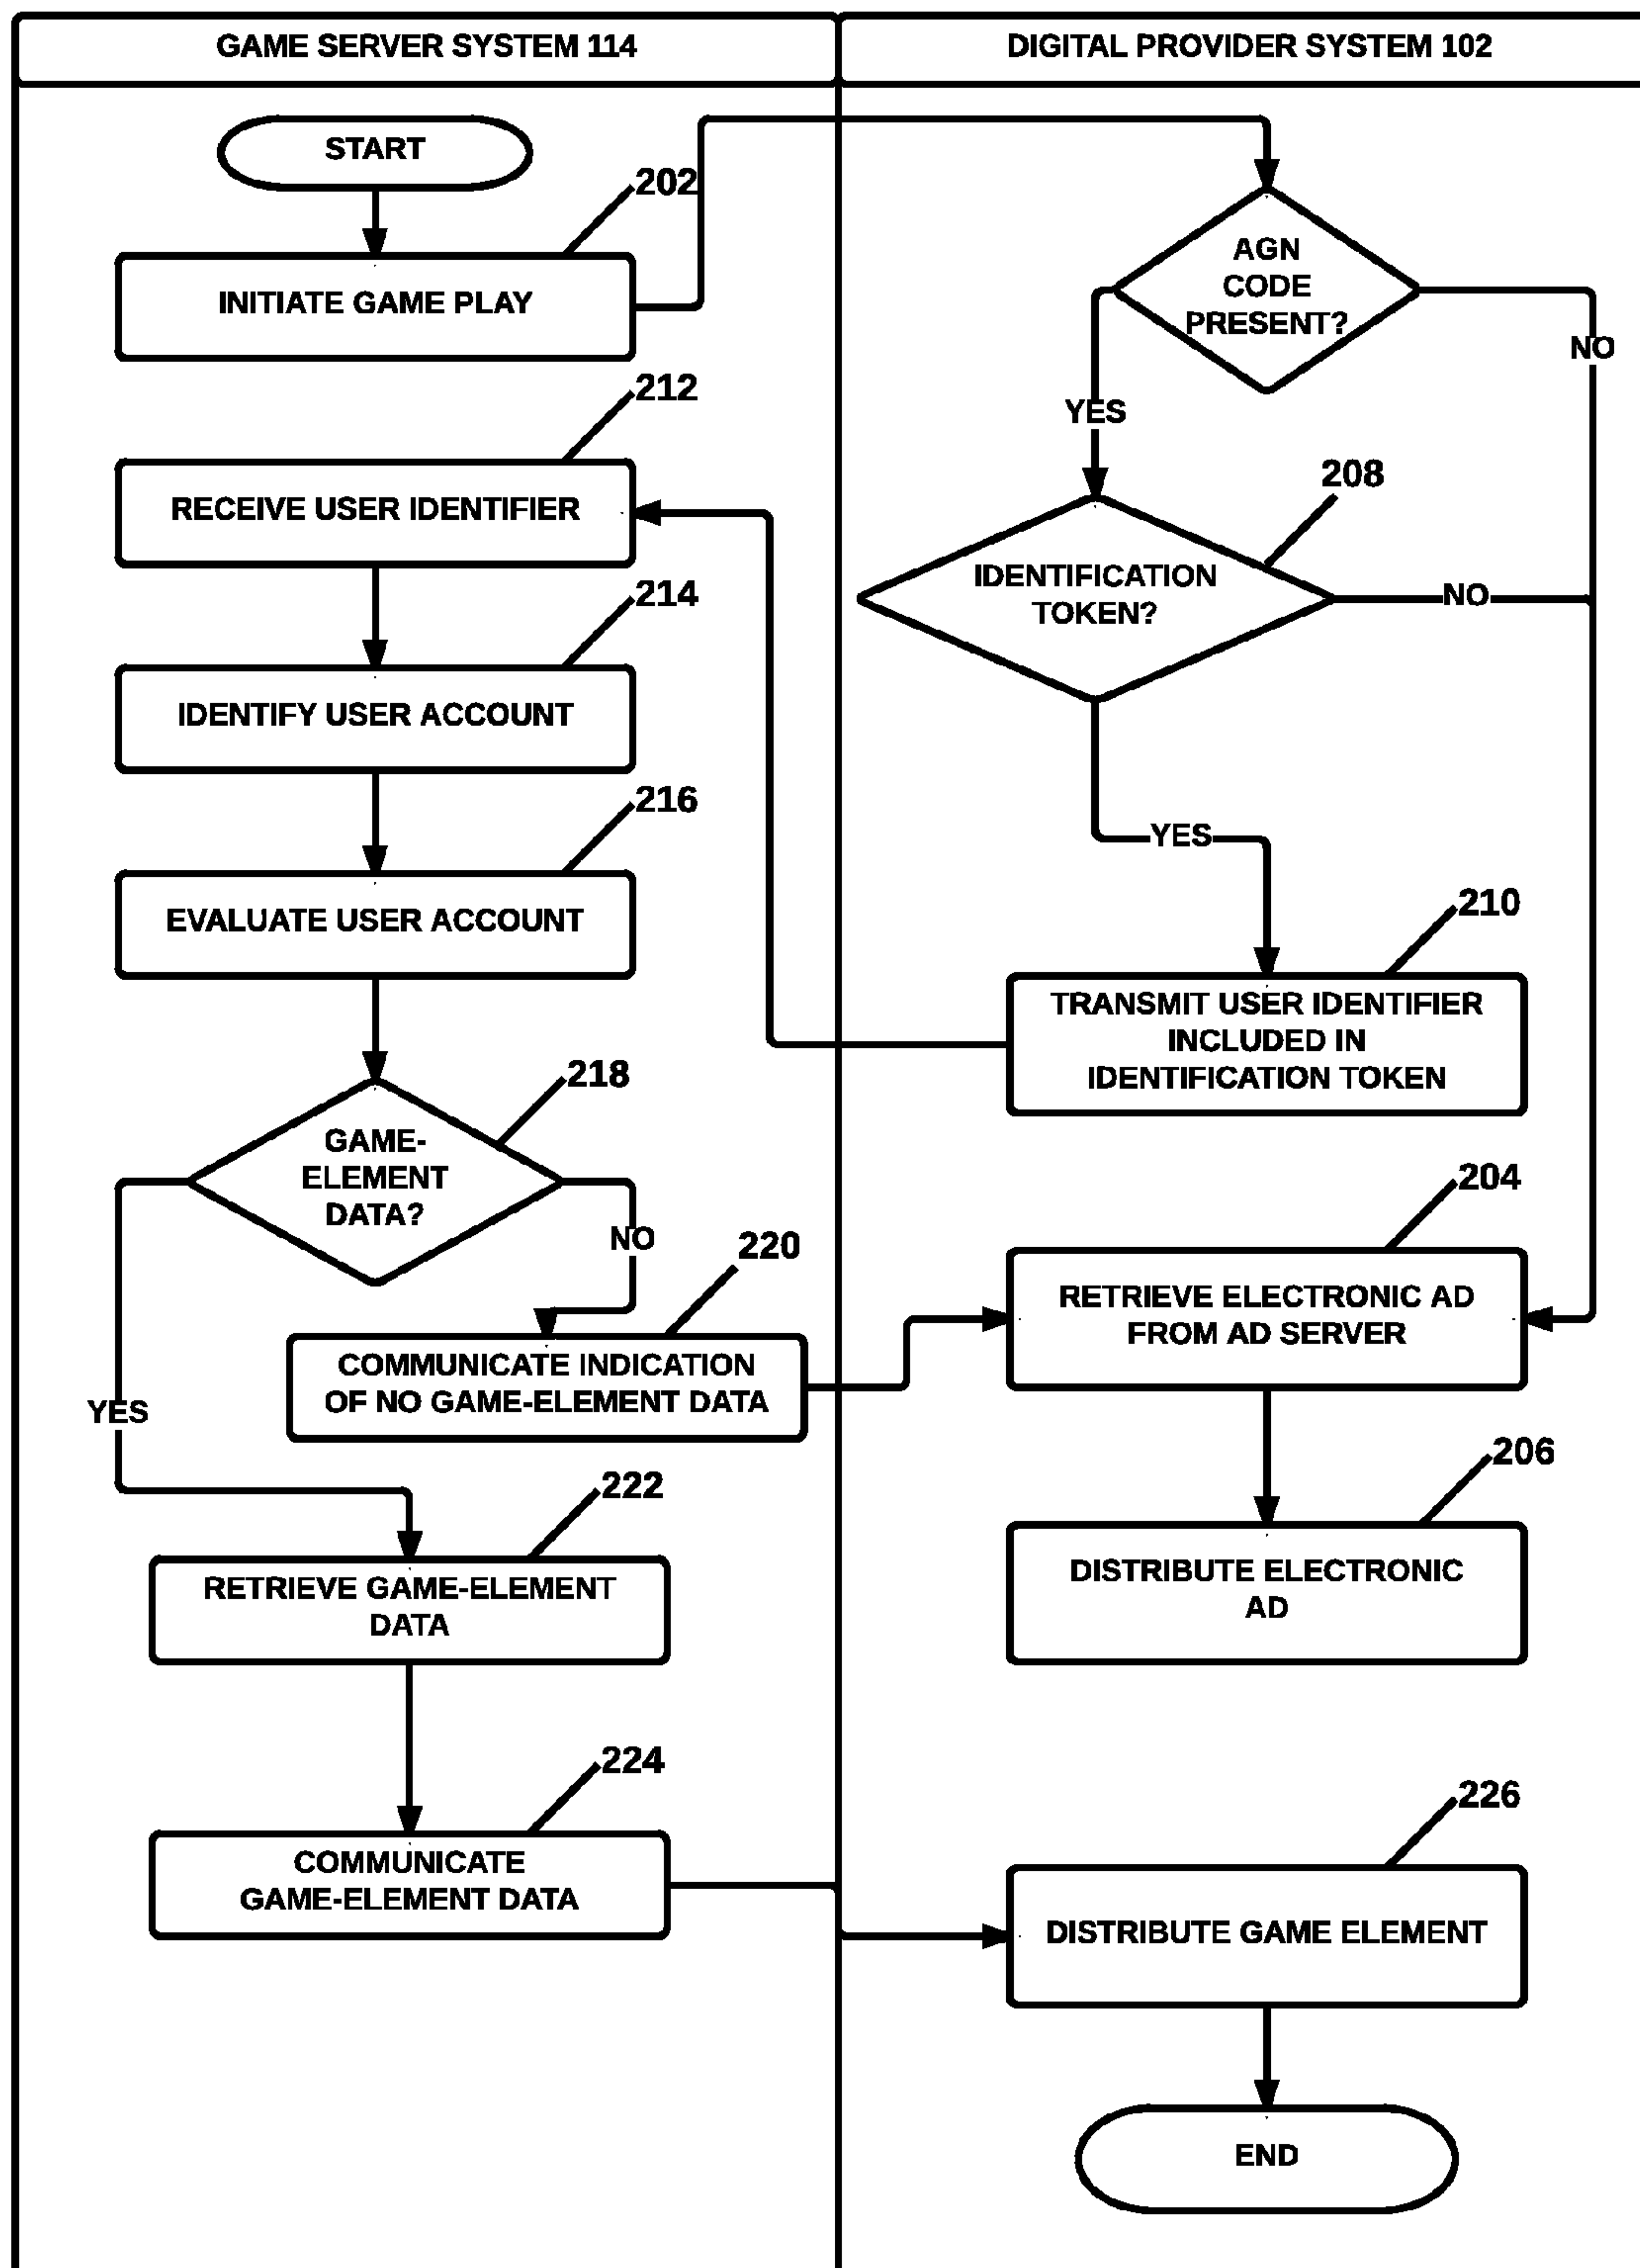 GAME SERVER SYSTEM 114
DIGITAL PROVIDER SYSTEM 102
START
202
INITIATE GAME PLAY
AGN
CODE
PRESENT?
NO
YES
212
RECEIVE USER IDENTIFIER
208
IDENTIFICATION
TOKEN?
NO
YES
214
IDENTIFY USER ACCOUNT
216
EVALUATE USER ACCOUNT
210
TRANSMIT USER IDENTIFIER
INCLUDED IN
IDENTIFICATION TOKEN
218
GAME-
ELEMENT
DATA?
NO
YES
220
COMMUNICATE INDICATION
OF NO GAME-ELEMENT DATA
204
RETRIEVE ELECTRONIC AD
FROM AD SERVER
206
DISTRIBUTE ELECTRONIC
AD
222
RETRIEVE GAME-ELEMENT
DATA
224
COMMUNICATE
GAME-ELEMENT DATA
226
DISTRIBUTE GAME ELEMENT
END